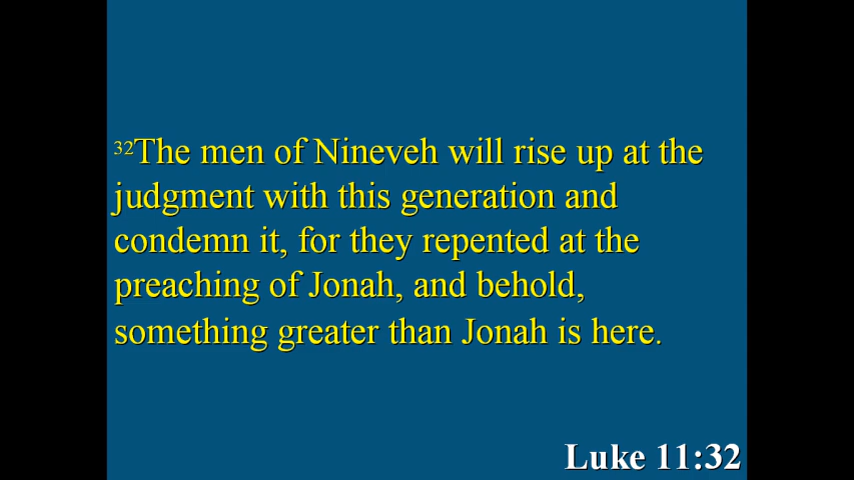 32The men of Nineveh will rise up at the
judgment with this generation and
condemn it, for they repented at the
preaching of Jonah, and behold,
something greater than Jonah is here.
Luke 11:32